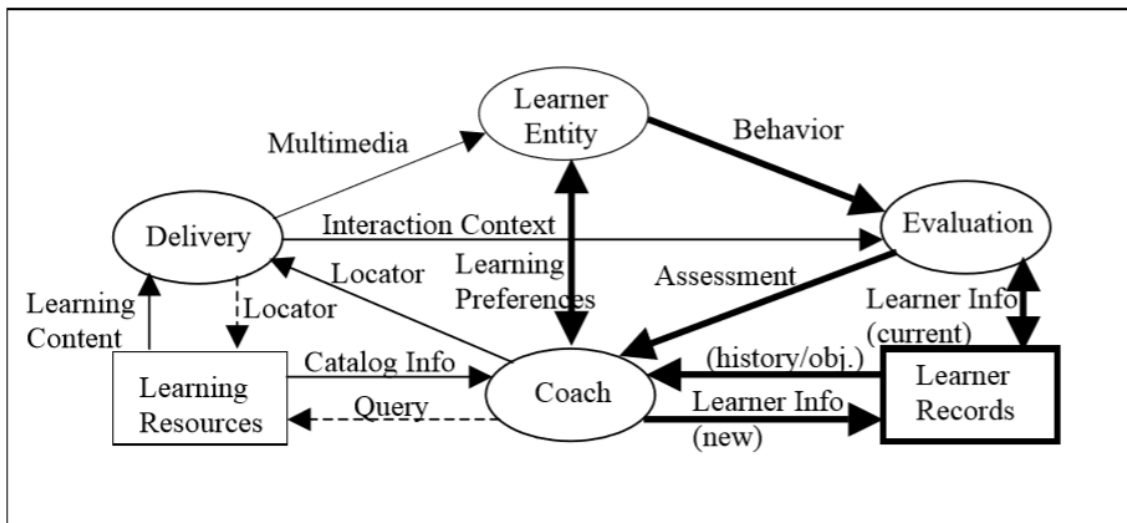 Learner
Entity
Multimedia
Behavior
Delivery
Interaction Context
Evaluation
Locator
Learning
Preferences
Assessment
Learning
Content
Locator
Learner Info
(current)
Learning
Resources
Catalog Info
Query
Coach
(history/obj.)
Learner Info
(new)
Learner
Records